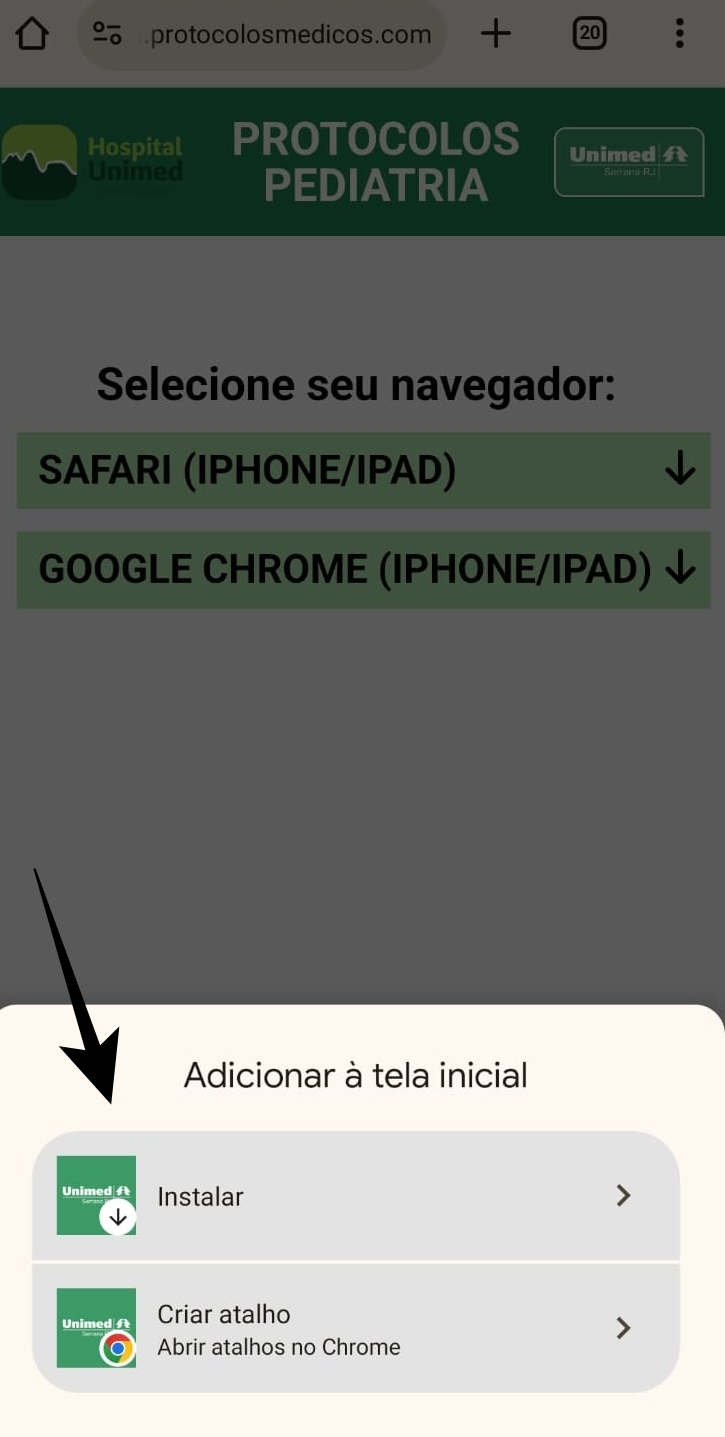 .protocolosmedicos.com
20
Hospital
Unimed
PROTOCOLOS
PEDIATRIA
Unimed
Serrana RJ
Selecione seu navegador:
SAFARI (IPHONE/IPAD)
GOOGLE CHROME (IPHONE/IPAD)
Adicionar à tela inicial
Unimed
Instalar
Unimed
Criar atalho
Abrir atalhos no Chrome